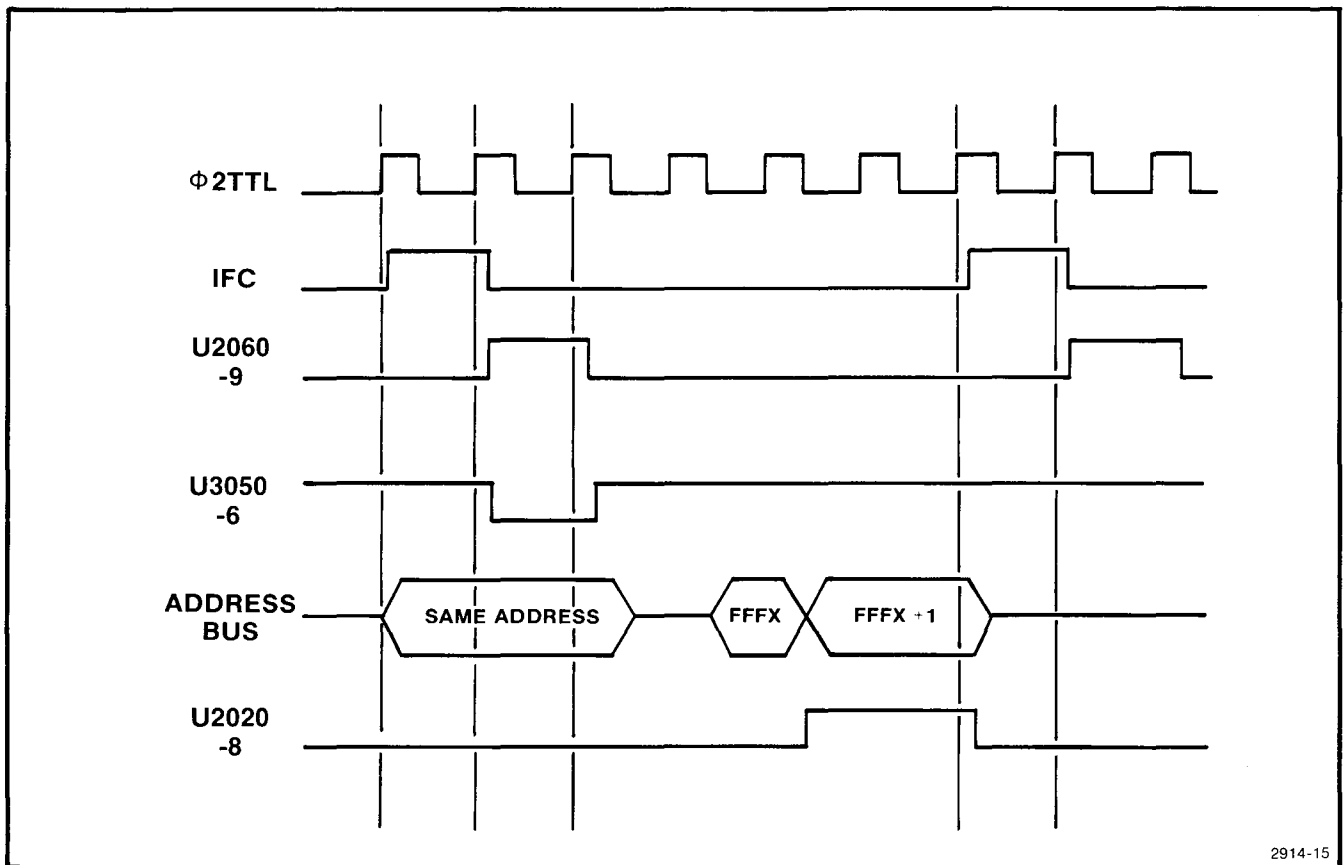 Φ2TTL
IFC
U2060
-9
U3050
-6
ADDRESS
BUS
SAME ADDRESS
FFFX
FFFX +1
U2020
-8
2914-15